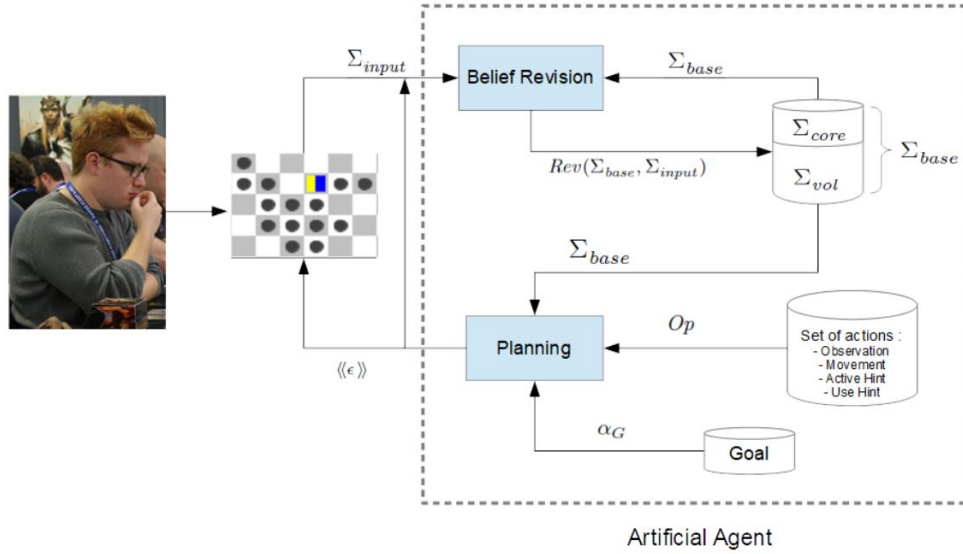 Σ_input
Belief Revision
Σ_base
Σ_core
Σ_vol
Σ_base
Rev(Σ_base, Σ_input)
Σ_base
Planning
Op
Set of actions :
- Observation
- Movement
- Active Hint
- Use Hint
⟪ϵ⟫
α_G
Goal
Artificial Agent